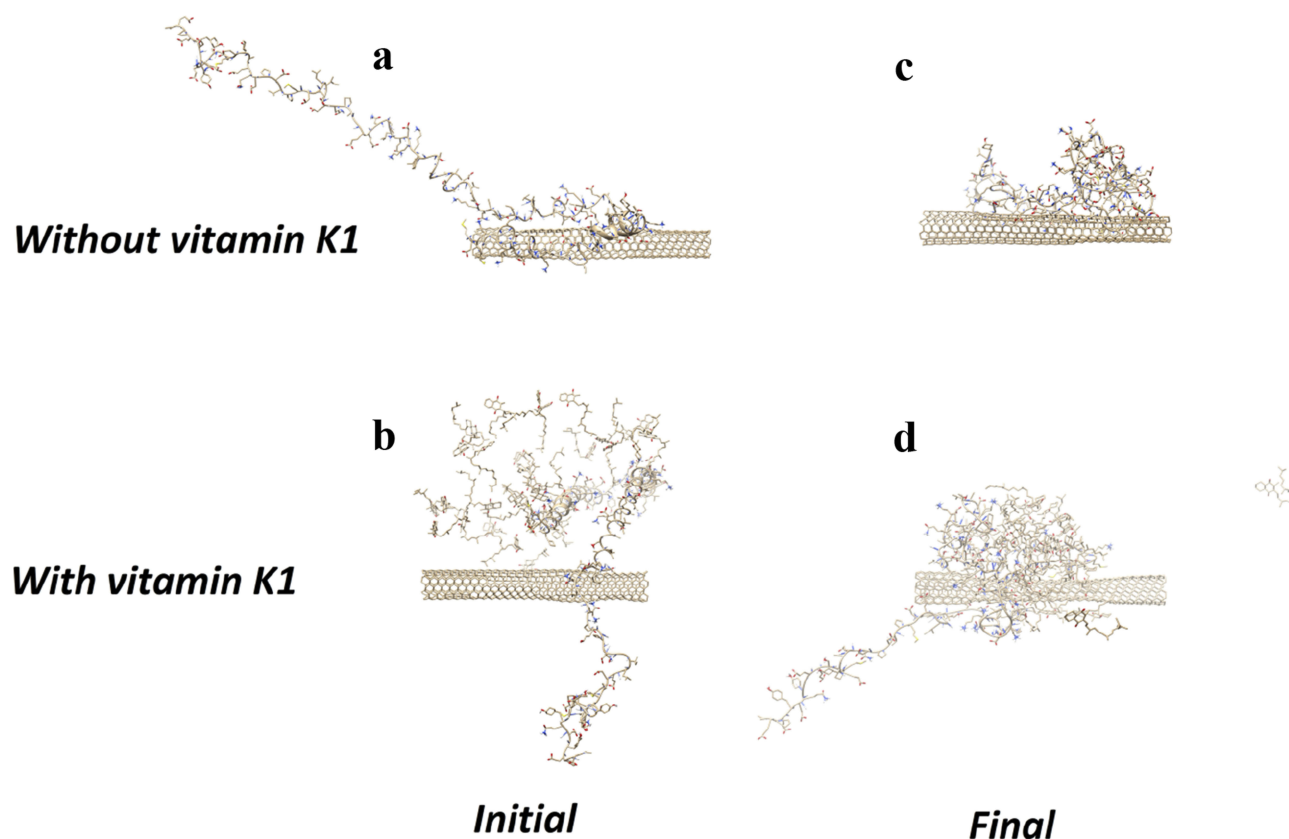 a
c
Without vitamin K1
b
d
With vitamin K1
Initial
Final